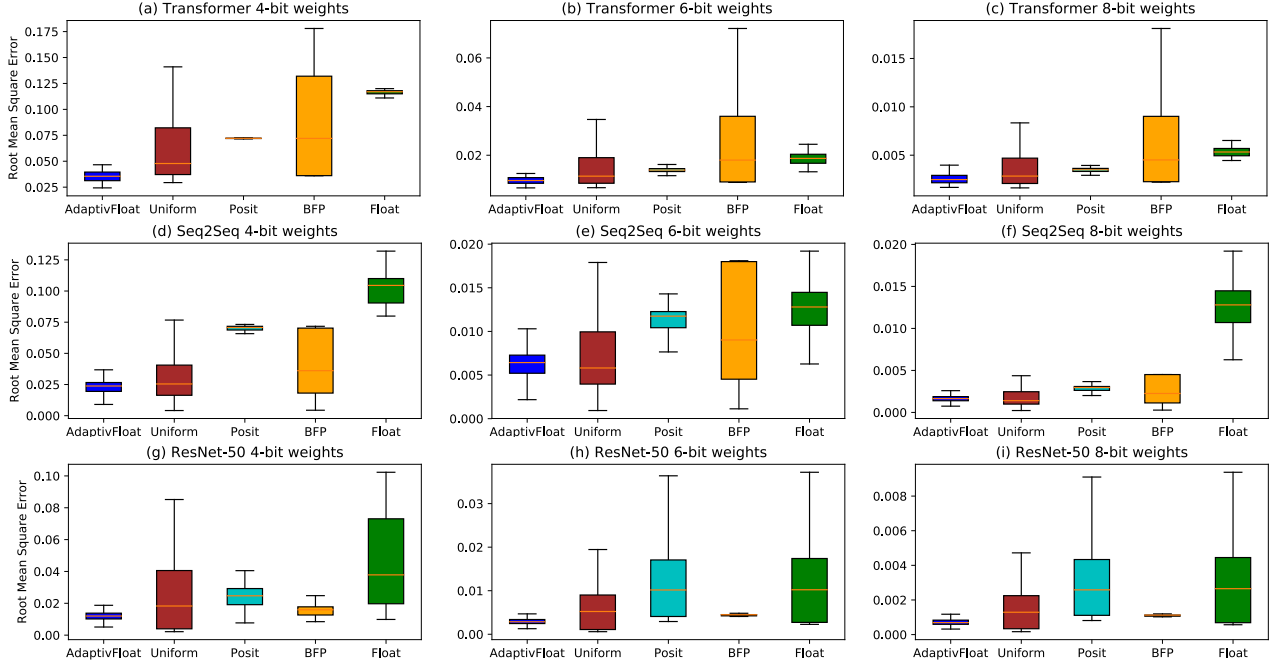 (a) Transformer 4-bit weights
(b) Transformer 6-bit weights
(c) Transformer 8-bit weights
Root Mean Square Error
0.175
0.150
0.125
0.100
0.075
0.050
0.025
0.06
0.04
0.02
0.015
0.010
0.005
AdaptivFloat Uniform Posit BFP Float
AdaptivFloat Uniform Posit BFP Float
AdaptivFloat Uniform Posit BFP Float
(d) Seq2Seq 4-bit weights
(e) Seq2Seq 6-bit weights
(f) Seq2Seq 8-bit weights
Root Mean Square Error
0.125
0.100
0.075
0.050
0.025
0.000
0.020
0.015
0.010
0.005
0.000
0.020
0.015
0.010
0.005
0.000
AdaptivFloat Uniform Posit BFP Float
AdaptivFloat Uniform Posit BFP Float
AdaptivFloat Uniform Posit BFP Float
(g) ResNet-50 4-bit weights
(h) ResNet-50 6-bit weights
(i) ResNet-50 8-bit weights
Root Mean Square Error
0.10
0.08
0.06
0.04
0.02
0.00
0.03
0.02
0.01
0.00
0.008
0.006
0.004
0.002
0.000
AdaptivFloat Uniform Posit BFP Float
AdaptivFloat Uniform Posit BFP Float
AdaptivFloat Uniform Posit BFP Float